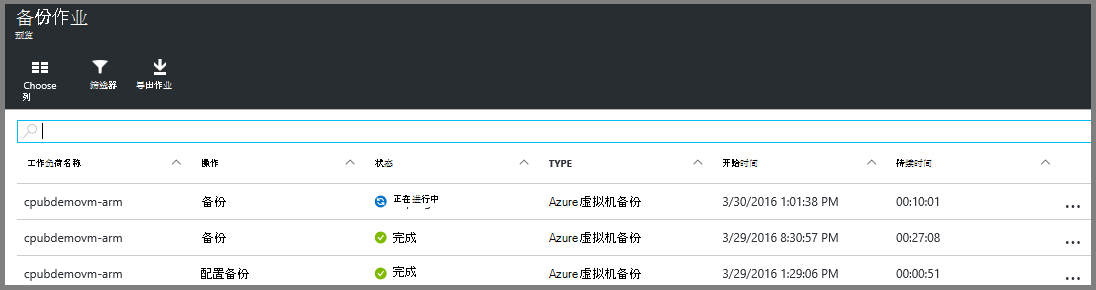 备份作业
预览
Choose
列
筛选器
导出作业
工作负荷名称 操作 状态 TYPE 开始时间 持续时间
cpubdemovm-arm 备份 正在进行中 Azure虚拟机备份 3/30/2016 1:01:38 PM 00:10:01 ...
cpubdemovm-arm 备份 完成 Azure虚拟机备份 3/29/2016 8:30:57 PM 00:27:08 ...
cpubdemovm-arm 配置备份 完成 Azure虚拟机备份 3/29/2016 1:29:06 PM 00:00:51 ...